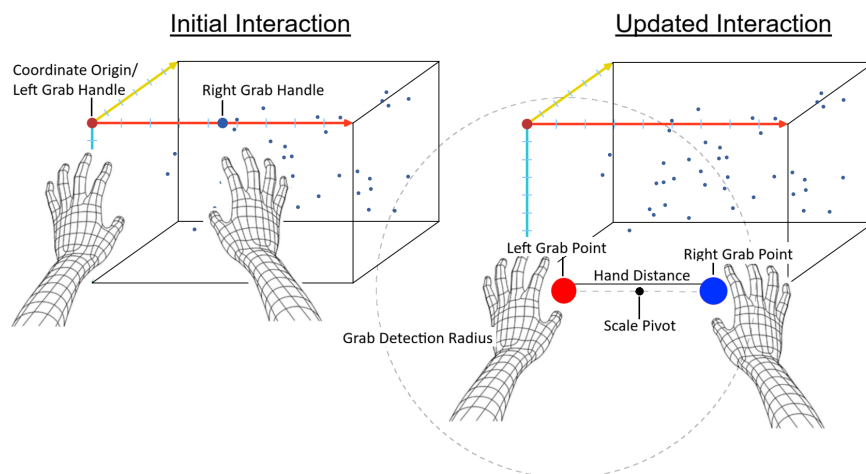 Initial Interaction
Updated Interaction
Coordinate Origin/
Left Grab Handle
Right Grab Handle
Left Grab Point
Right Grab Point
Hand Distance
Scale Pivot
Grab Detection Radius